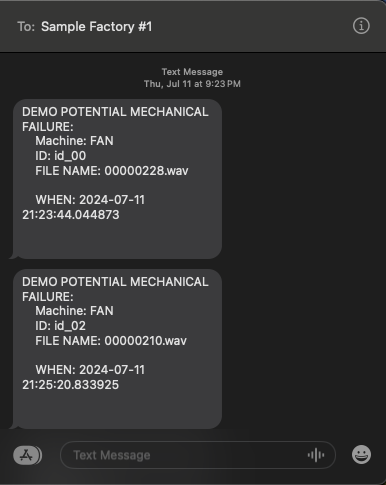 To: Sample Factory #1
Text Message
Thu, Jul 11 at 9:23 PM
DEMO POTENTIAL MECHANICAL
FAILURE:
Machine: FAN
ID: id_00
FILE NAME: 00000228.wav
WHEN: 2024-07-11
21:23:44.044873
DEMO POTENTIAL MECHANICAL
FAILURE:
Machine: FAN
ID: id_02
FILE NAME: 00000210.wav
WHEN: 2024-07-11
21:25:20.833925
Text Message